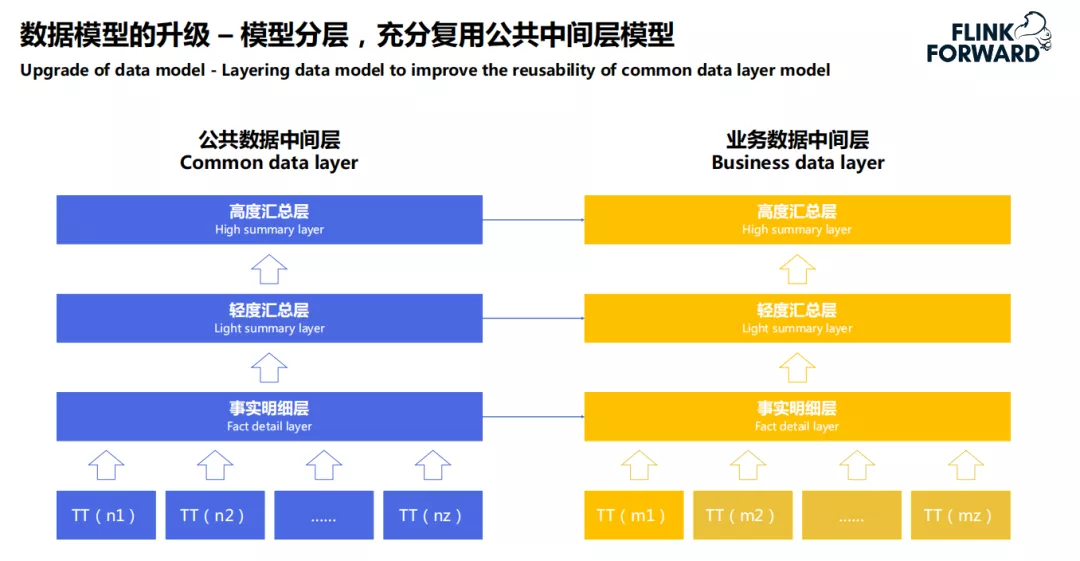 数据模型的升级 – 模型分层，充分复用公共中间层模型
Upgrade of data model - Layering data model to improve the reusability of common data layer model
FLINK
FORWARD
公共数据中间层
Common data layer
高度汇总层
High summary layer
轻度汇总层
Light summary layer
事实明细层
Fact detail layer
TT（n1）
TT（n2）
......
TT（nz）
业务数据中间层
Business data layer
高度汇总层
High summary layer
轻度汇总层
Light summary layer
事实明细层
Fact detail layer
TT（m1）
TT（m2）
......
TT（mz）